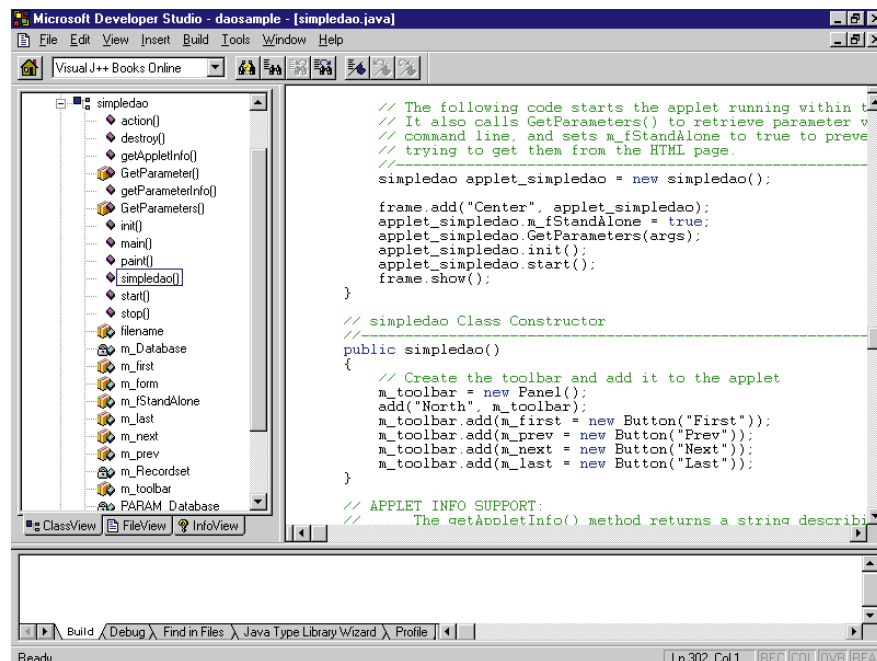 Microsoft Developer Studio - daosample - [simpledao.java]
File Edit View Insert Build Tools Window Help
Visual J++ Books Online
simpledao
action()
destroy()
getAppletInfo()
GetParameter()
getParameterInfo()
GetParameters()
init()
main()
paint()
simpledao()
start()
stop()
filename
m_Database
m_first
m_form
m_fStandAlone
m_last
m_next
m_prev
m_Recordset
m_toolbar
PARAM_Database
ClassView FileView InfoView
// The following code starts the applet running within t
// It also calls GetParameters() to retrieve parameter v
// command line, and sets m_fStandAlone to true to preve
// trying to get them from the HTML page.
//----------------------------------------------------------
simpledao applet_simpledao = new simpledao();
frame.add("Center", applet_simpledao);
applet_simpledao.m_fStandAlone = true;
applet_simpledao.GetParameters(args);
applet_simpledao.init();
applet_simpledao.start();
frame.show();
}
// simpledao Class Constructor
//--------------------------------------------------------------
public simpledao()
{
// Create the toolbar and add it to the applet
m_toolbar = new Panel();
add("North", m_toolbar);
m_toolbar.add(m_first = new Button("First"));
m_toolbar.add(m_prev = new Button("Prev"));
m_toolbar.add(m_next = new Button("Next"));
m_toolbar.add(m_last = new Button("Last"));
}
// APPLET INFO SUPPORT:
// The getAppletInfo() method returns a string describi
Build Debug Find in Files Java Type Library Wizard Profile
Ready Ln 302, Col 1 REC COL OVR REA